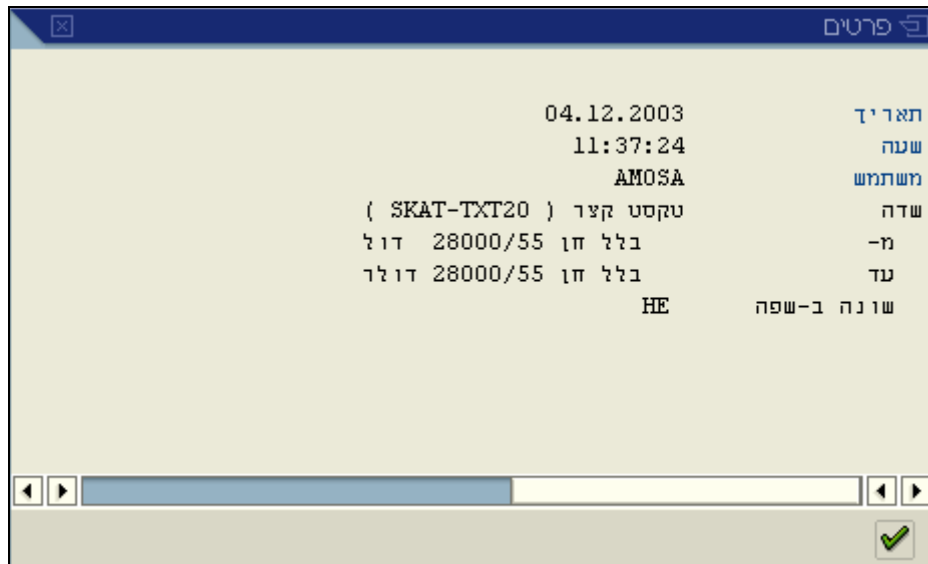 פרטים
תאריך 04.12.2003
שעה 11:37:24
משתמש AMOSA
שדה טקסט קצר ( SKAT-TXT20 )
מ- בלל חן 28000/55 דול
עד בלל חן 28000/55 דולר
שונה ב-שפה HE